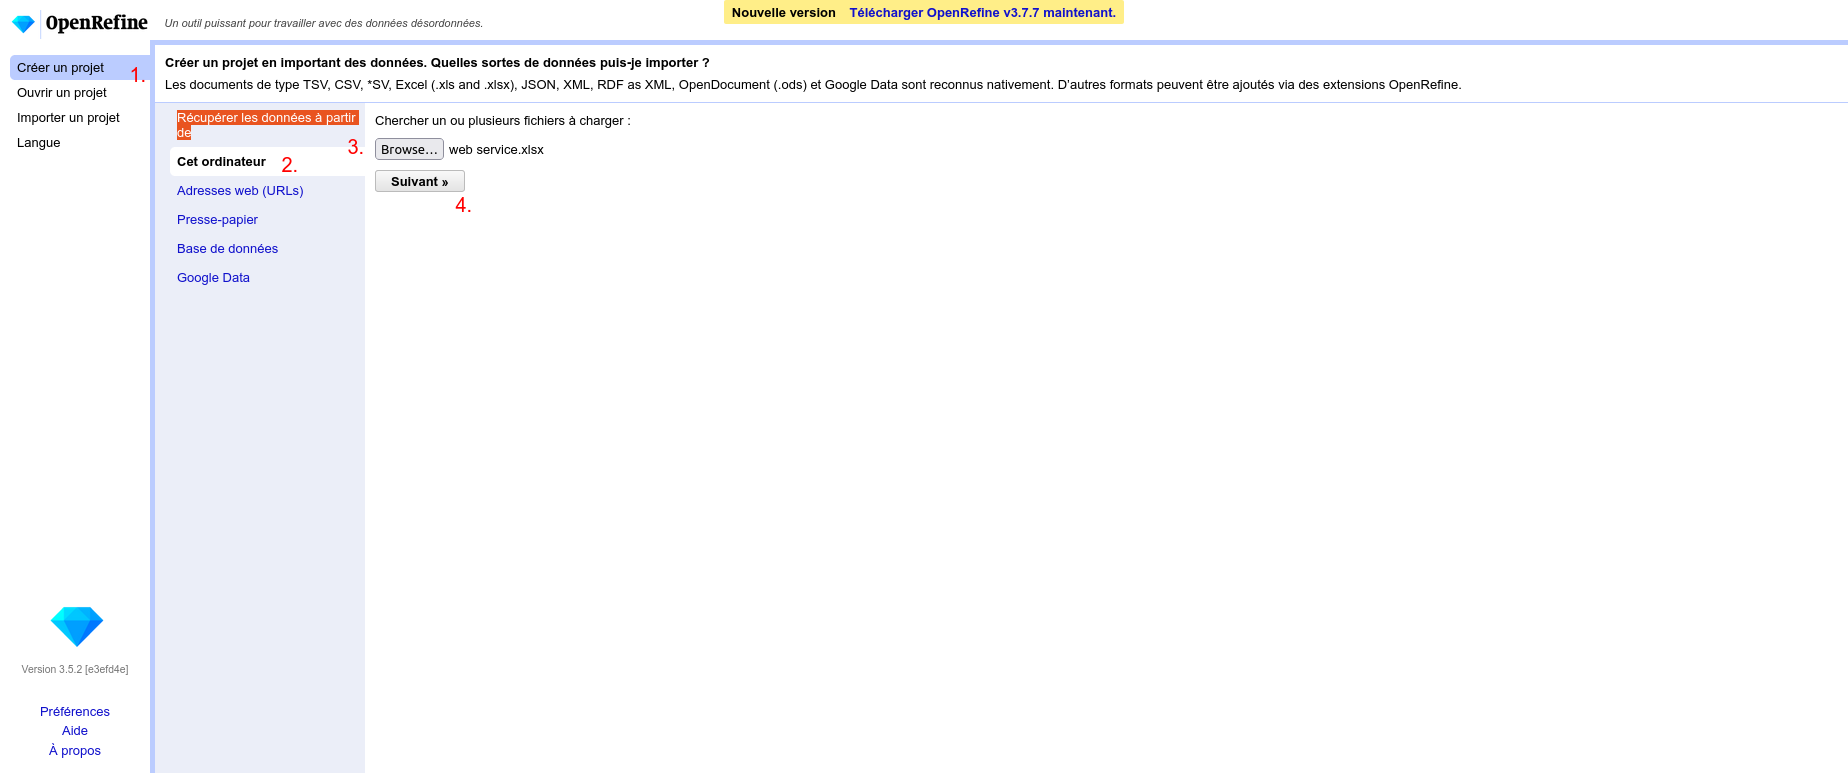 OpenRefine
Un outil puissant pour travailler avec des données désordonnées.
Nouvelle version Télécharger OpenRefine v3.7.7 maintenant.
Créer un projet
1.
Ouvrir un projet
Importer un projet
Langue
Créer un projet en important des données. Quelles sortes de données puis-je importer ?
Les documents de type TSV, CSV, *SV, Excel (.xls and .xlsx), JSON, XML, RDF as XML, OpenDocument (.ods) et Google Data sont reconnus nativement. D'autres formats peuvent être ajoutés via des extensions OpenRefine.
Récupérer les données à partir
de
Cet ordinateur
2.
Adresses web (URLs)
Presse-papier
Base de données
Google Data
Chercher un ou plusieurs fichiers à charger :
3.
Browse... web service.xlsx
Suivant »
4.
Version 3.5.2 [e3efd4e]
Préférences
Aide
À propos